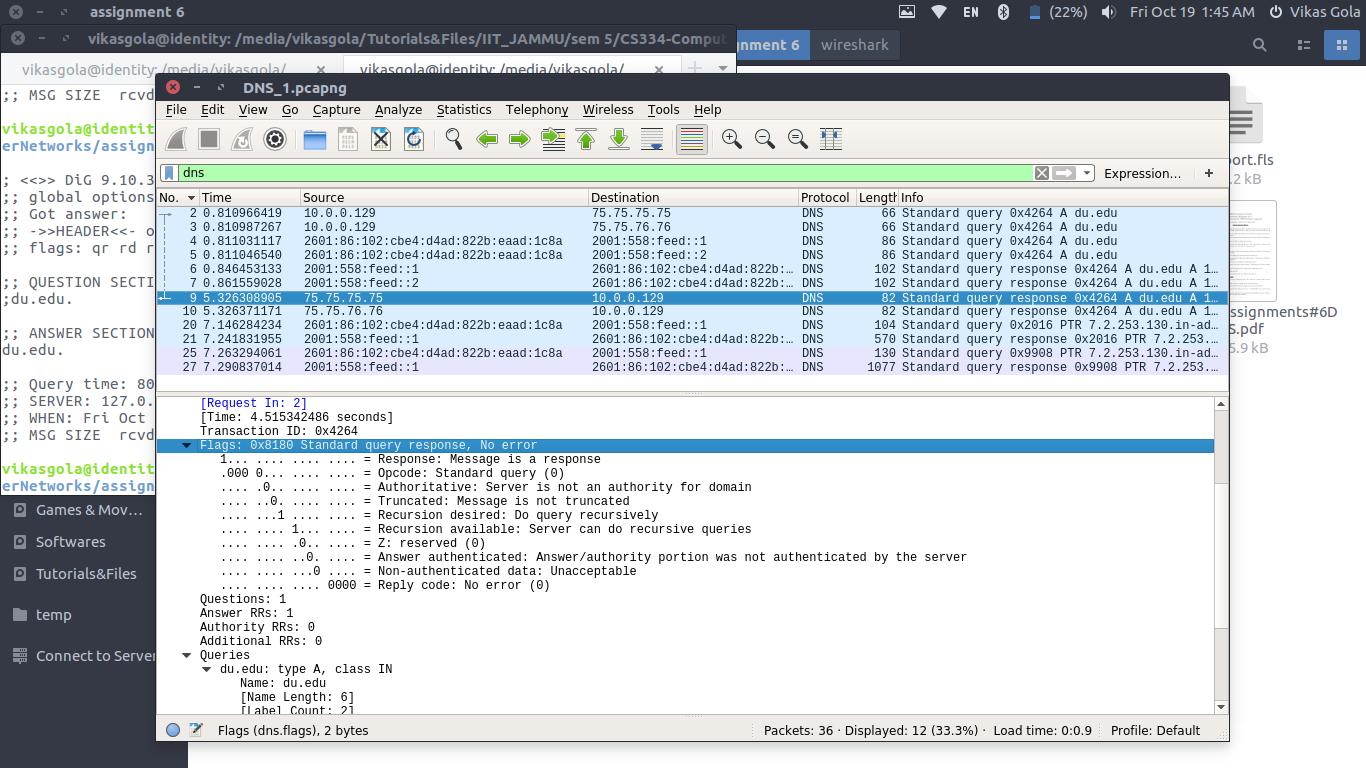 assignment 6
EN (22%) Fri Oct 19 1:45 AM Vikas Gola
vikasgola@identity: /media/vikasgola/Tutorials&Files/IIT_JAMMU/sem 5/CS334-Comput
gnment 6 wireshark
vikasgola@identity: /media/vikasgola/ × vikasgola@identity: /media/vikasgola/ ×
;; MSG SIZE rcvd
vikasgola@identit
erNetworks/assign
; <<>> DiG 9.10.3
;; global options
;; Got answer:
;; ->>HEADER<<- o
;; flags: qr rd r
;; QUESTION SECTI
;du.edu.
;; ANSWER SECTION
du.edu.
;; Query time: 80
;; SERVER: 127.0.
;; WHEN: Fri Oct
;; MSG SIZE rcvd
vikasgola@identit
erNetworks/assign
Games & Mov…
Softwares
Tutorials&Files
temp
Connect to Server
DNS_1.pcapng
File Edit View Go Capture Analyze Statistics Telephony Wireless Tools Help
dns Expression… +
No. Time Source Destination Protocol Length Info
2 0.810966419 10.0.0.129 75.75.75.75 DNS 66 Standard query 0x4264 A du.edu
3 0.810987267 10.0.0.129 75.75.76.76 DNS 66 Standard query 0x4264 A du.edu
4 0.811031117 2601:86:102:cbe4:d4ad:822b:eaad:1c8a 2001:558:feed::1 DNS 86 Standard query 0x4264 A du.edu
5 0.811046540 2601:86:102:cbe4:d4ad:822b:eaad:1c8a 2001:558:feed::2 DNS 86 Standard query 0x4264 A du.edu
6 0.846453133 2001:558:feed::1 2601:86:102:cbe4:d4ad:822b:… DNS 102 Standard query response 0x4264 A du.edu A 1…
7 0.861559028 2001:558:feed::2 2601:86:102:cbe4:d4ad:822b:… DNS 102 Standard query response 0x4264 A du.edu A 1…
9 5.326308905 75.75.75.75 10.0.0.129 DNS 82 Standard query response 0x4264 A du.edu A 1…
10 5.326371171 75.75.76.76 10.0.0.129 DNS 82 Standard query response 0x4264 A du.edu A 1…
20 7.146284034 2601:86:102:cbe4:d4ad:822b:eaad:1c8a 2001:558:feed::1 DNS 104 Standard query 0x2016 PTR 7.2.253.130.in-ad…
21 7.241831955 2001:558:feed::1 2601:86:102:cbe4:d4ad:822b:… DNS 570 Standard query response 0x2016 PTR 7.2.253.…
25 7.263294061 2601:86:102:cbe4:d4ad:822b:eaad:1c8a 2001:558:feed::1 DNS 130 Standard query 0x9908 PTR 7.2.253.130.in-ad…
27 7.290837014 2001:558:feed::1 2601:86:102:cbe4:d4ad:822b:… DNS 1077 Standard query response 0x9908 PTR 7.2.253.…
[Request In: 2]
[Time: 4.515342486 seconds]
Transaction ID: 0x4264
Flags: 0x8180 Standard query response, No error
1... .... .... .... = Response: Message is a response
.000 0... .... .... = Opcode: Standard query (0)
.... .0.. .... .... = Authoritative: Server is not an authority for domain
.... ..0. .... .... = Truncated: Message is not truncated
.... ...1 .... .... = Recursion desired: Do query recursively
.... .... 1... .... = Recursion available: Server can do recursive queries
.... .... .0.. .... = Z: reserved (0)
.... .... ..0. .... = Answer authenticated: Answer/authority portion was not authenticated by the server
.... .... ...0 .... = Non-authenticated data: Unacceptable
.... .... .... 0000 = Reply code: No error (0)
Questions: 1
Answer RRs: 1
Authority RRs: 0
Additional RRs: 0
Queries
du.edu: type A, class IN
Name: du.edu
[Name Length: 6]
[Label Count: 2]
Flags (dns.flags), 2 bytes Packets: 36 · Displayed: 12 (33.3%) · Load time: 0:0.9 Profile: Default
ort.fls
.2 kB
ssignments#6D
S.pdf
5.9 kB